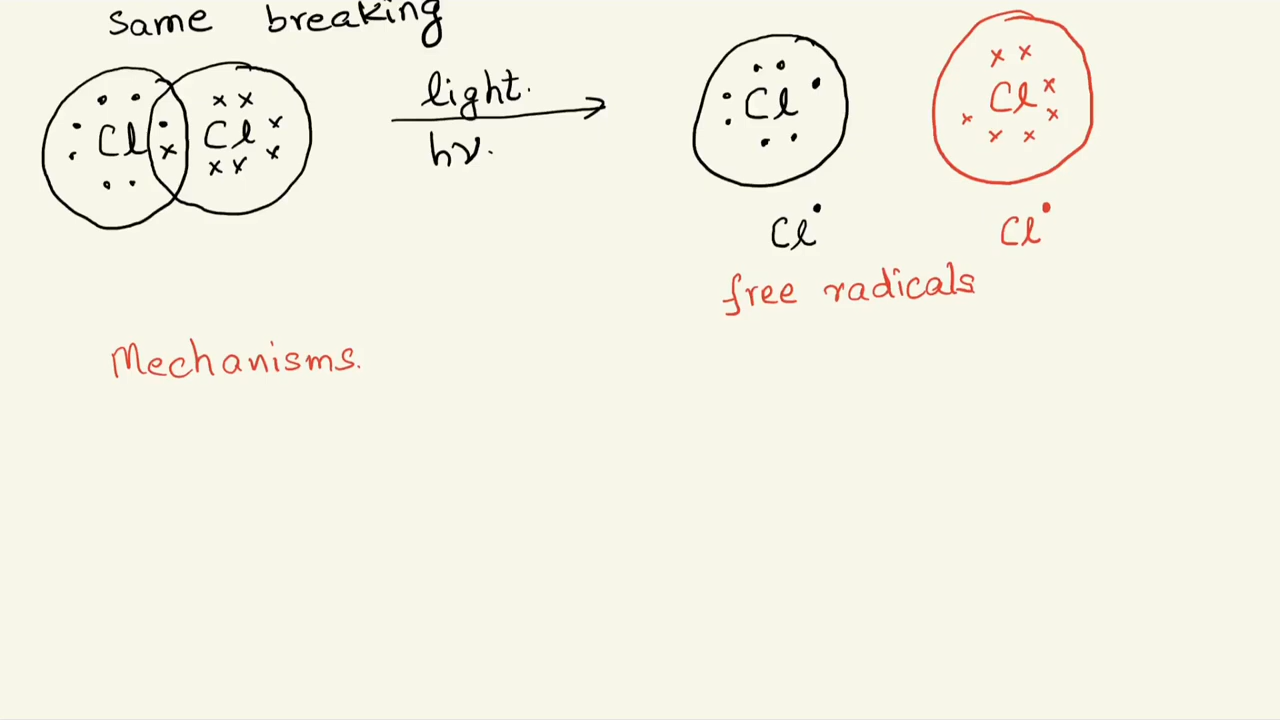 same breaking
Cl Cl
light.
hν.
Cl Cl
Cl• Cl•
free radicals
Mechanisms.